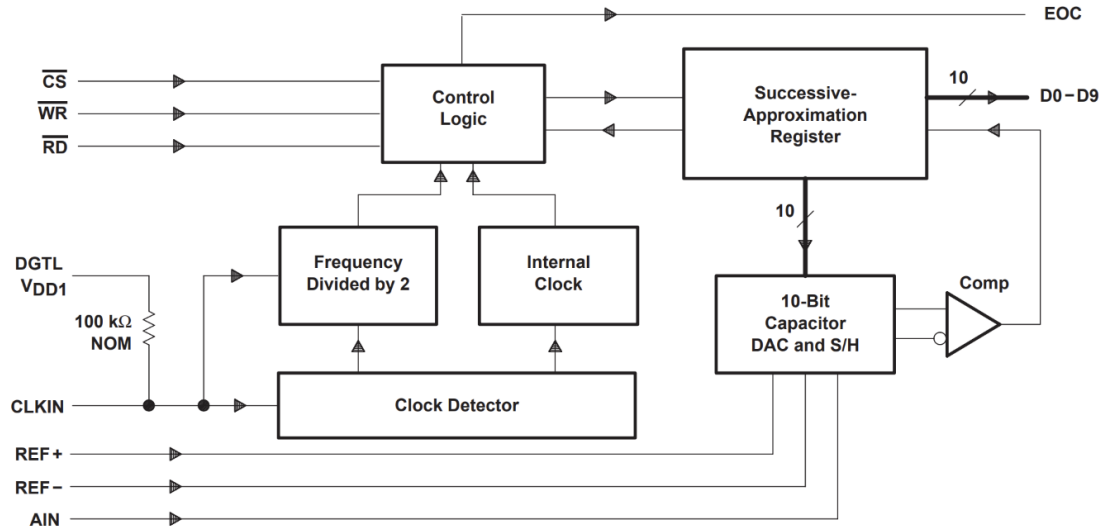 EOC
CS
WR
RD
Control
Logic
Successive-
Approximation
Register
10
D0–D9
10
DGTL
VDD1
100 kΩ
NOM
Frequency
Divided by 2
Internal
Clock
10-Bit
Capacitor
DAC and S/H
Comp
CLKIN
Clock Detector
REF+
REF–
AIN